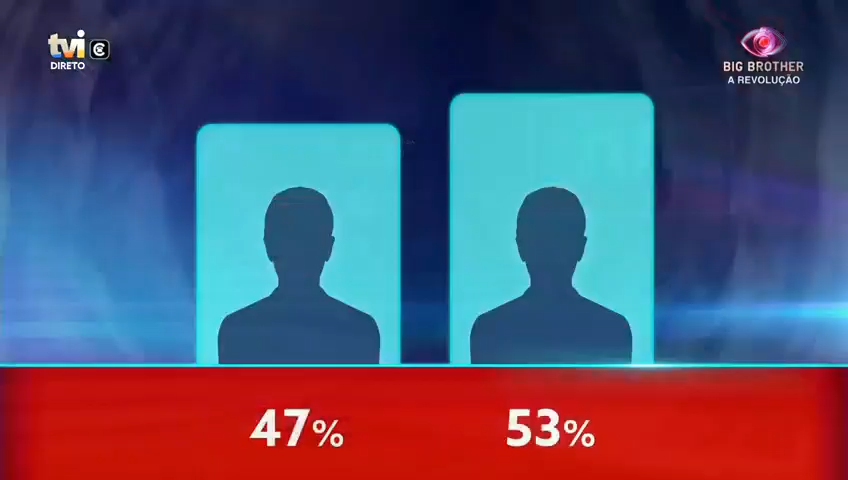 tvi
DIRETO
BIG BROTHER
A REVOLUÇÃO
47%
53%